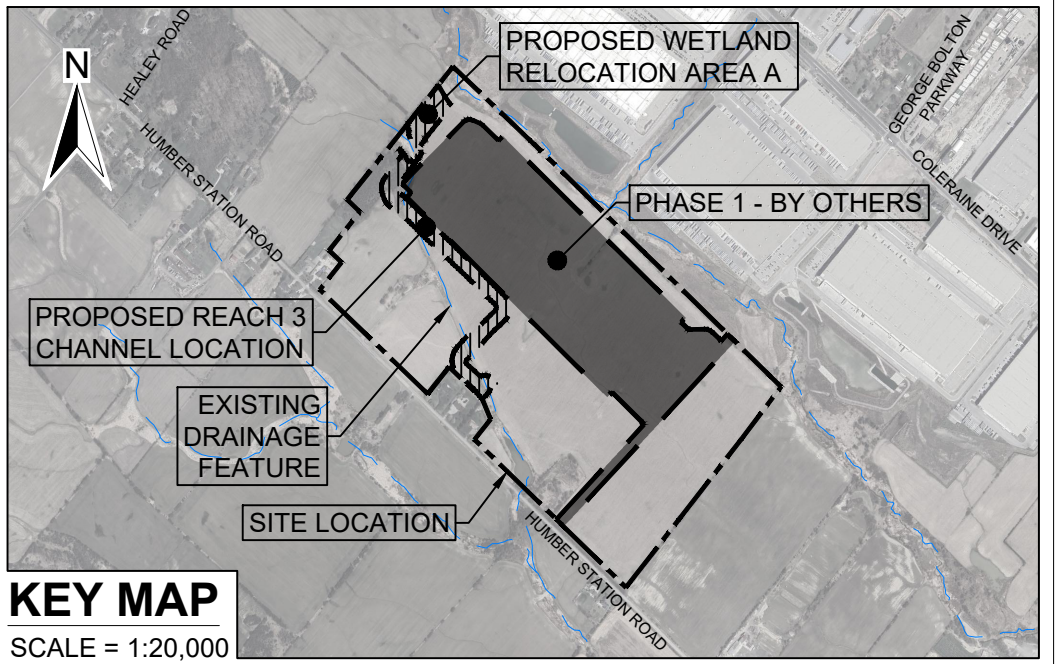 N
HEALEY ROAD
HUMBER STATION ROAD
PROPOSED WETLAND
RELOCATION AREA A
GEORGE BOLTON
PARKWAY
COLERAINE DRIVE
PHASE 1 - BY OTHERS
PROPOSED REACH 3
CHANNEL LOCATION
EXISTING
DRAINAGE
FEATURE
SITE LOCATION
HUMBER STATION ROAD
KEY MAP
SCALE = 1:20,000